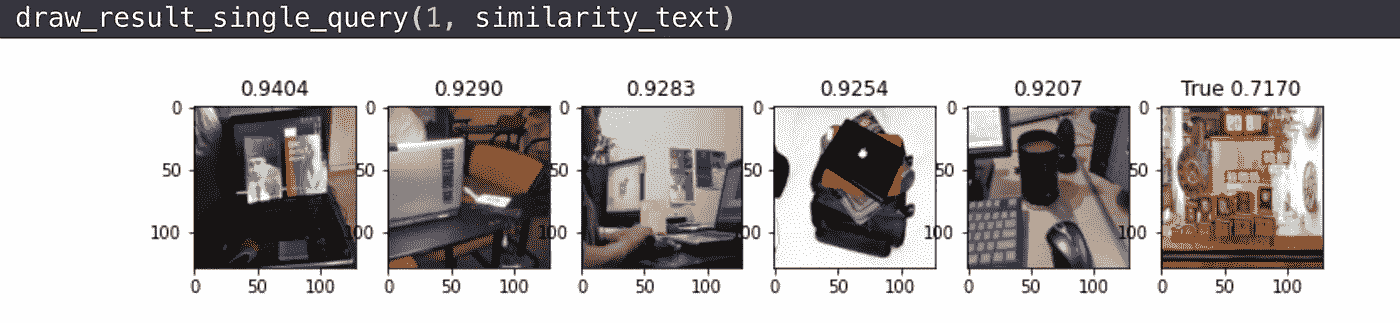 draw_result_single_query(1, similarity_text)
0.9404 0.9290 0.9283 0.9254 0.9207 True 0.7170
0 0 0 0 0 0
50 50 50 50 50 50
100 100 100 00 100 100
0 50 100 0 50 100 0 50 100 0 50 100 0 50 100 0 50 100